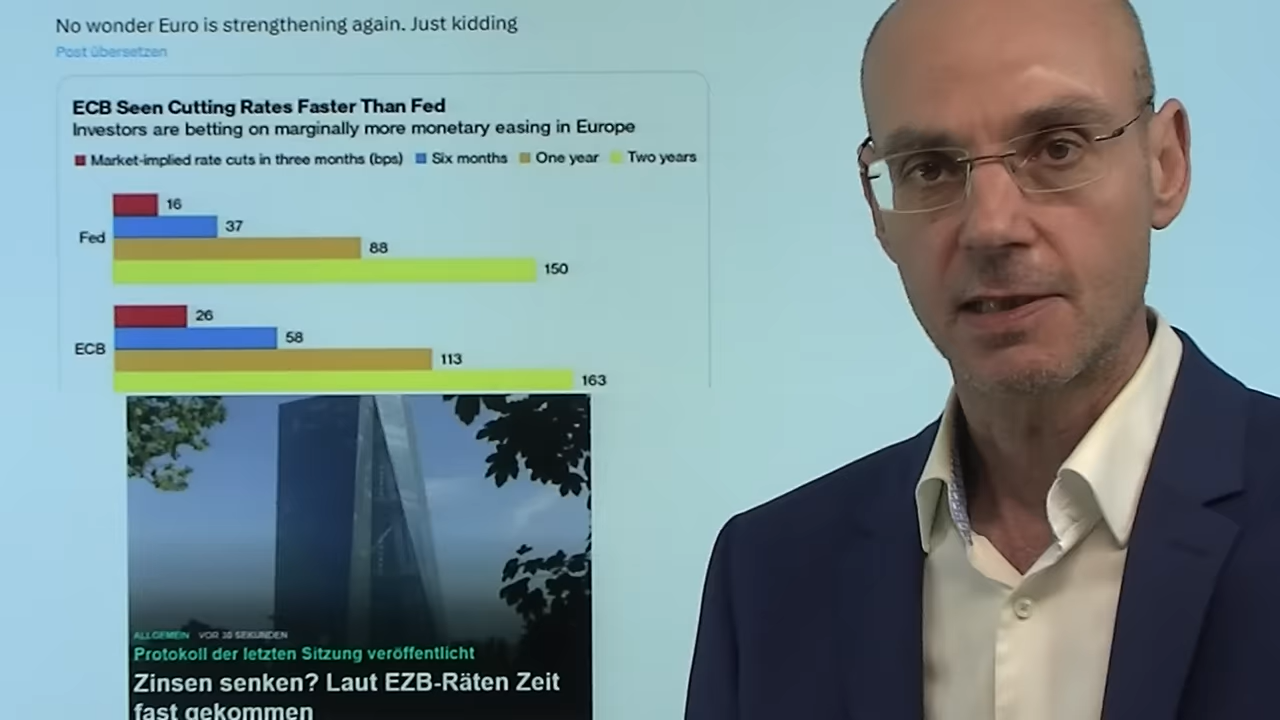 No wonder Euro is strengthening again. Just kidding
Post übersetzen
ECB Seen Cutting Rates Faster Than Fed
Investors are betting on marginally more monetary easing in Europe
Market-implied rate cuts in three months (bps) Six months One year Two years
Fed
16
37
88
150
ECB
26
58
113
163
ALLGEMEIN VOR 36 SEKUNDEN
Protokoll der letzten Sitzung veröffentlicht
Zinsen senken? Laut EZB-Räten Zeit
fast gekommen